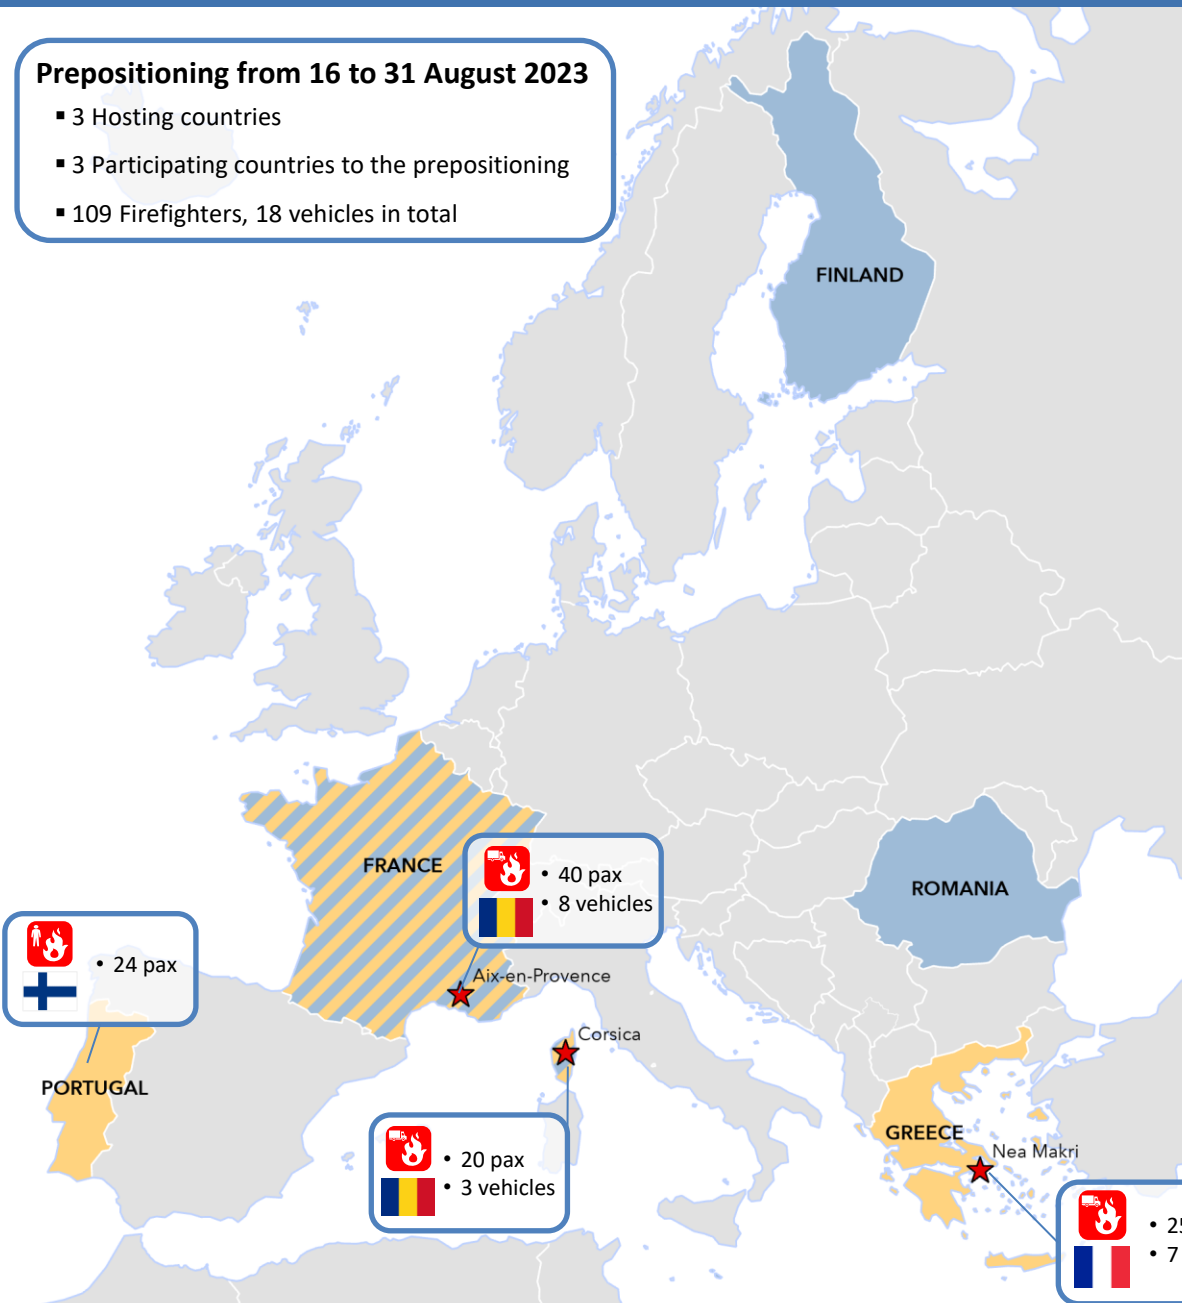 Prepositioning from 16 to 31 August 2023
▪ 3 Hosting countries
▪ 3 Participating countries to the prepositioning
▪ 109 Firefighters, 18 vehicles in total
FINLAND
FRANCE
• 40 pax
• 8 vehicles
ROMANIA
• 24 pax
Aix-en-Provence
Corsica
PORTUGAL
GREECE
Nea Makri
• 20 pax
• 3 vehicles
• 25
• 7